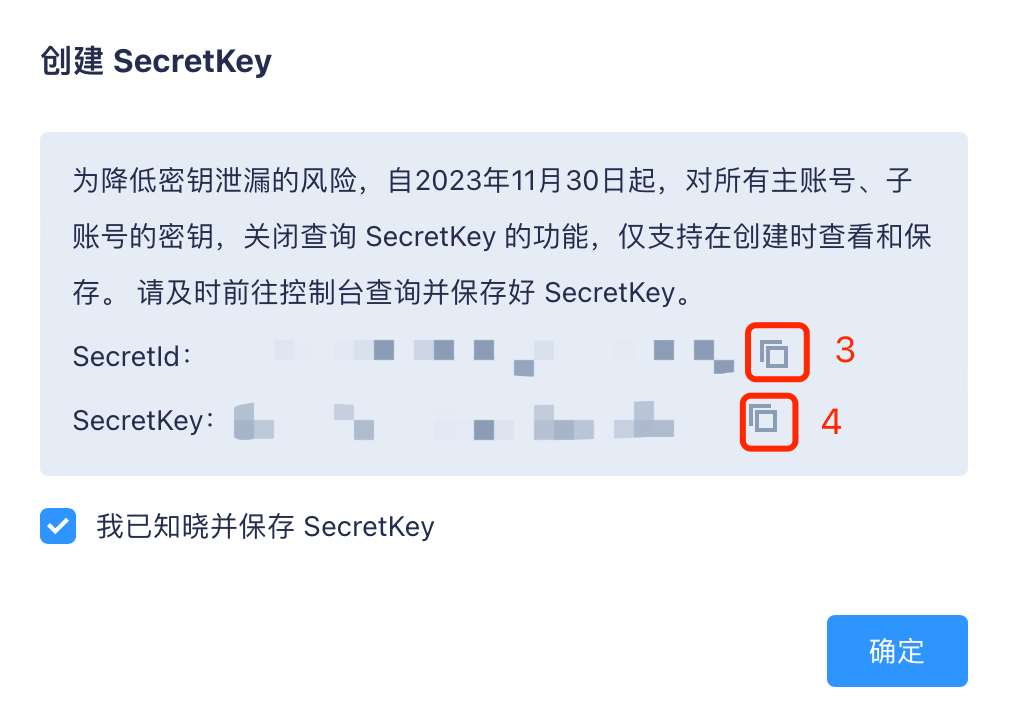 创建 SecretKey
为降低密钥泄漏的风险，自2023年11月30日起，对所有主账号、子
账号的密钥，关闭查询 SecretKey 的功能，仅支持在创建时查看和保
存。 请及时前往控制台查询并保存好 SecretKey。
SecretId： 3
SecretKey： 4
我已知晓并保存 SecretKey
确定